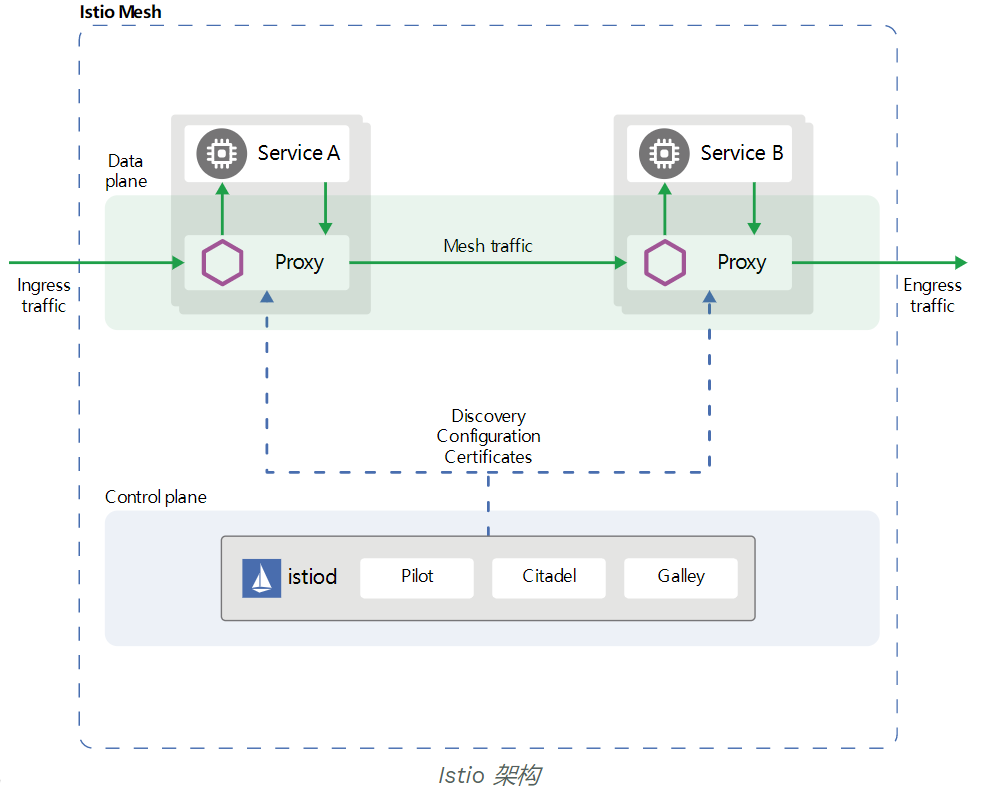 Istio Mesh
Data
plane
Service A
Service B
Proxy
Mesh traffic
Proxy
Ingress
traffic
Engress
traffic
Discovery
Configuration
Certificates
Control plane
istiod
Pilot
Citadel
Galley
Istio 架构